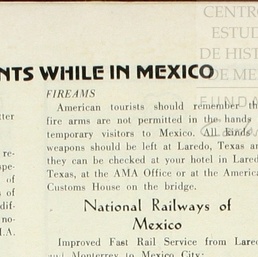 CENTRO
ESTUD
DE HIST
DE MEX
FUND
NTS WHILE IN MEXICO
FIREAMS
American tourists should remember th
fire arms are not permitted in the hands
temporary visitors to Mexico. All kinds
weapons should be left at Laredo, Texas an
they can be checked at your hotel in Lared
Texas, at the AMA Office or at the America
Customs House on the bridge.
National Railways of
Mexico
Improved Fast Rail Service from Lared
and Monterrey to Mexico City:
tter
re-
spe-
of
s of
dif-
no-
M.A.